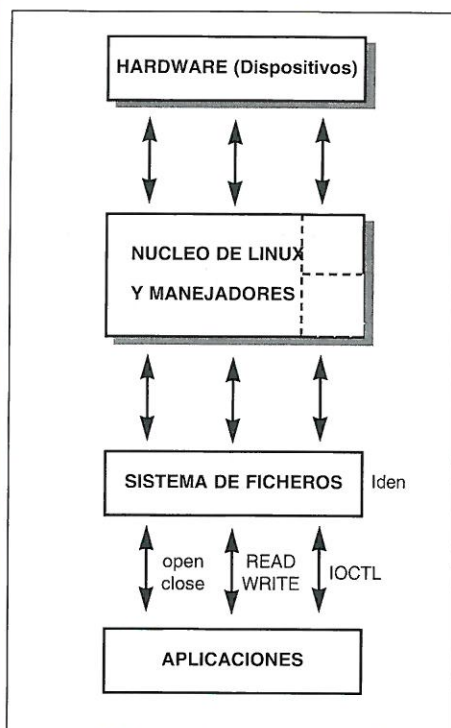 HARDWARE (Dispositivos)
NUCLEO DE LINUX
Y MANEJADORES
SISTEMA DE FICHEROS
Iden
open
close
READ
WRITE
IOCTL
APLICACIONES